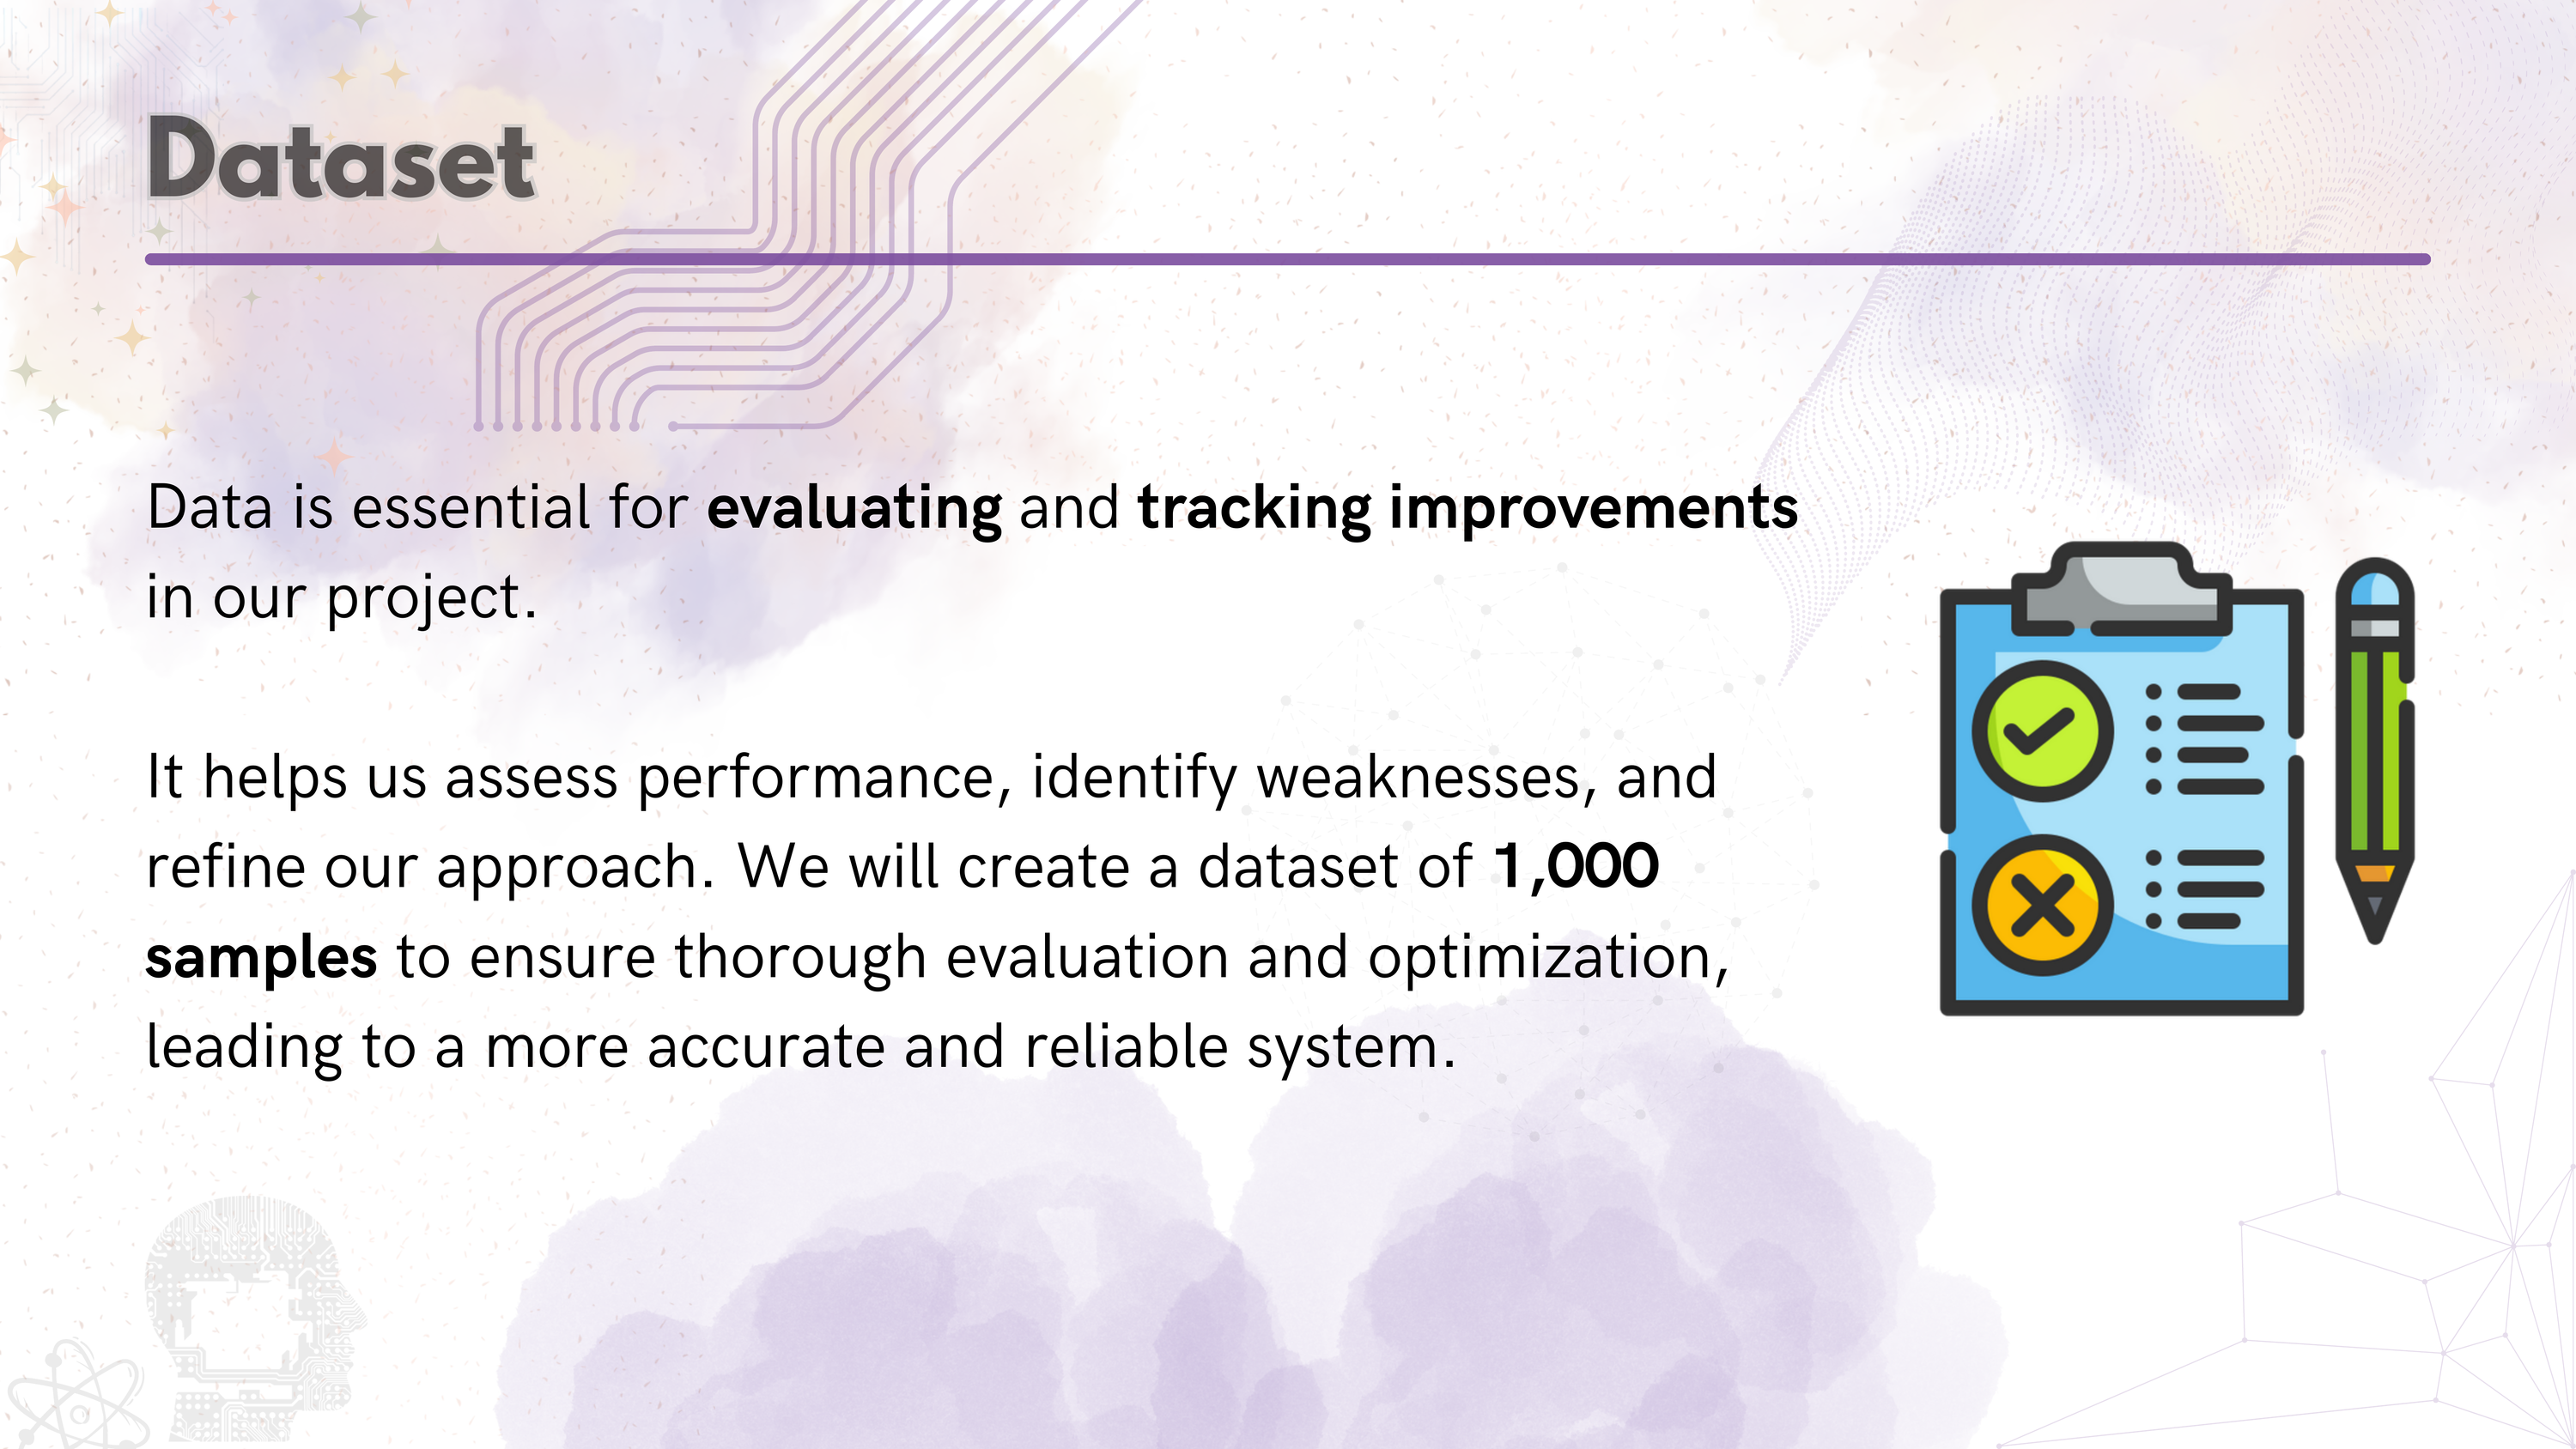 Dataset
Data is essential for evaluating and tracking improvements
in our project.
It helps us assess performance, identify weaknesses, and
refine our approach. We will create a dataset of 1,000
samples to ensure thorough evaluation and optimization,
leading to a more accurate and reliable system.